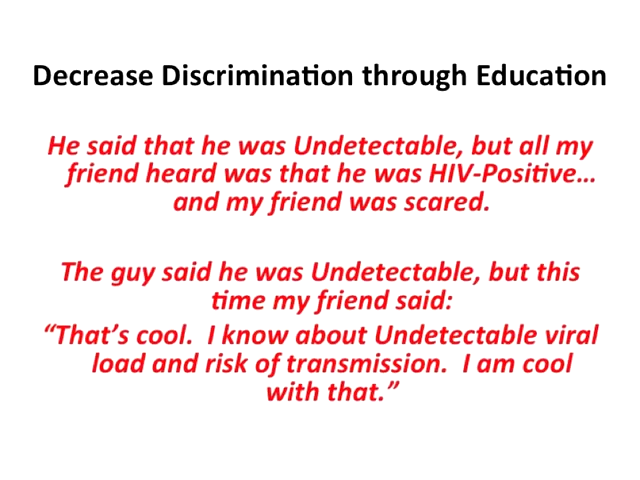 Decrease Discrimination through Education
He said that he was Undetectable, but all my
friend heard was that he was HIV-Positive…
and my friend was scared.
The guy said he was Undetectable, but this
time my friend said:
“That’s cool.  I know about Undetectable viral
load and risk of transmission.  I am cool
with that.”